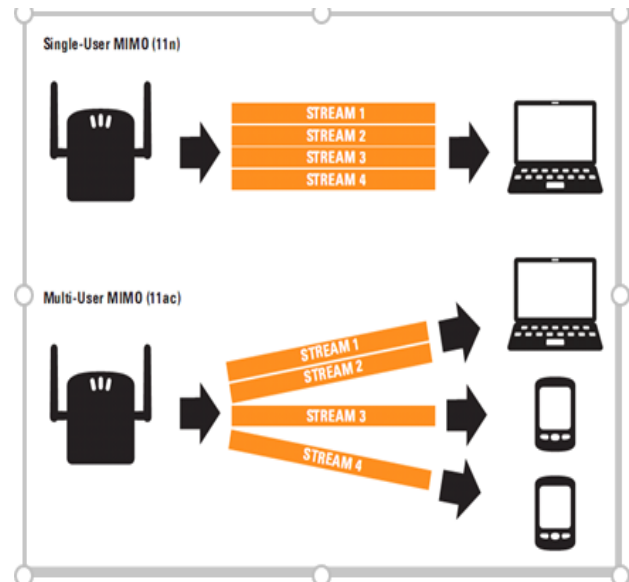 Single-User MIMO (11n)
STREAM 1
STREAM 2
STREAM 3
STREAM 4
Multi-User MIMO (11ac)
STREAM 1
STREAM 2
STREAM 3
STREAM 4